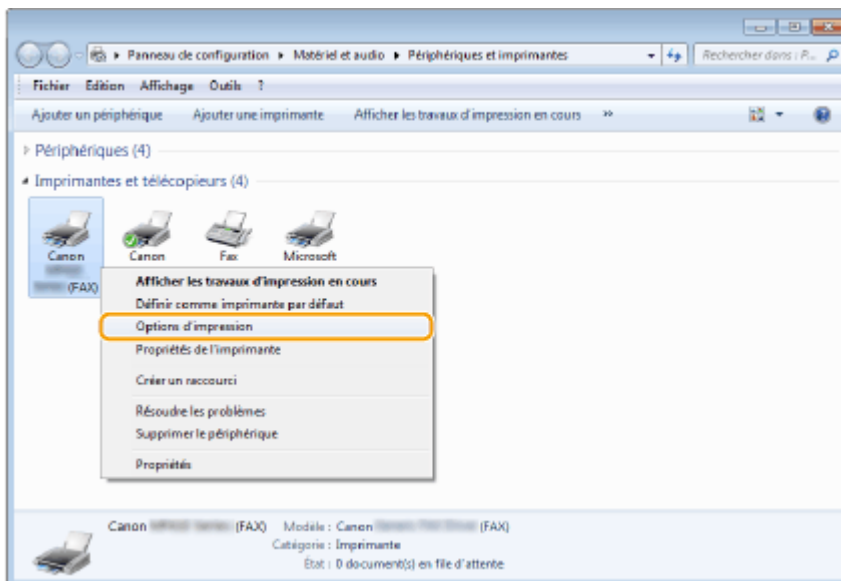 Panneau de configuration ▸ Matériel et audio ▸ Périphériques et imprimantes
Rechercher dans : P...
Fichier Edition Affichage Outils ?
Ajouter un périphérique Ajouter une imprimante Afficher les travaux d'impression en cours »
Périphériques (4)
Imprimantes et télécopieurs (4)
Canon
(FAX)
Canon
Fax
Microsoft
Afficher les travaux d'impression en cours
Définir comme imprimante par défaut
Options d'impression
Propriétés de l'imprimante
Créer un raccourci
Résoudre les problèmes
Supprimer le périphérique
Propriétés
Canon (FAX) Modèle : Canon (FAX)
Catégorie : Imprimante
État : 0 document(s) en file d'attente